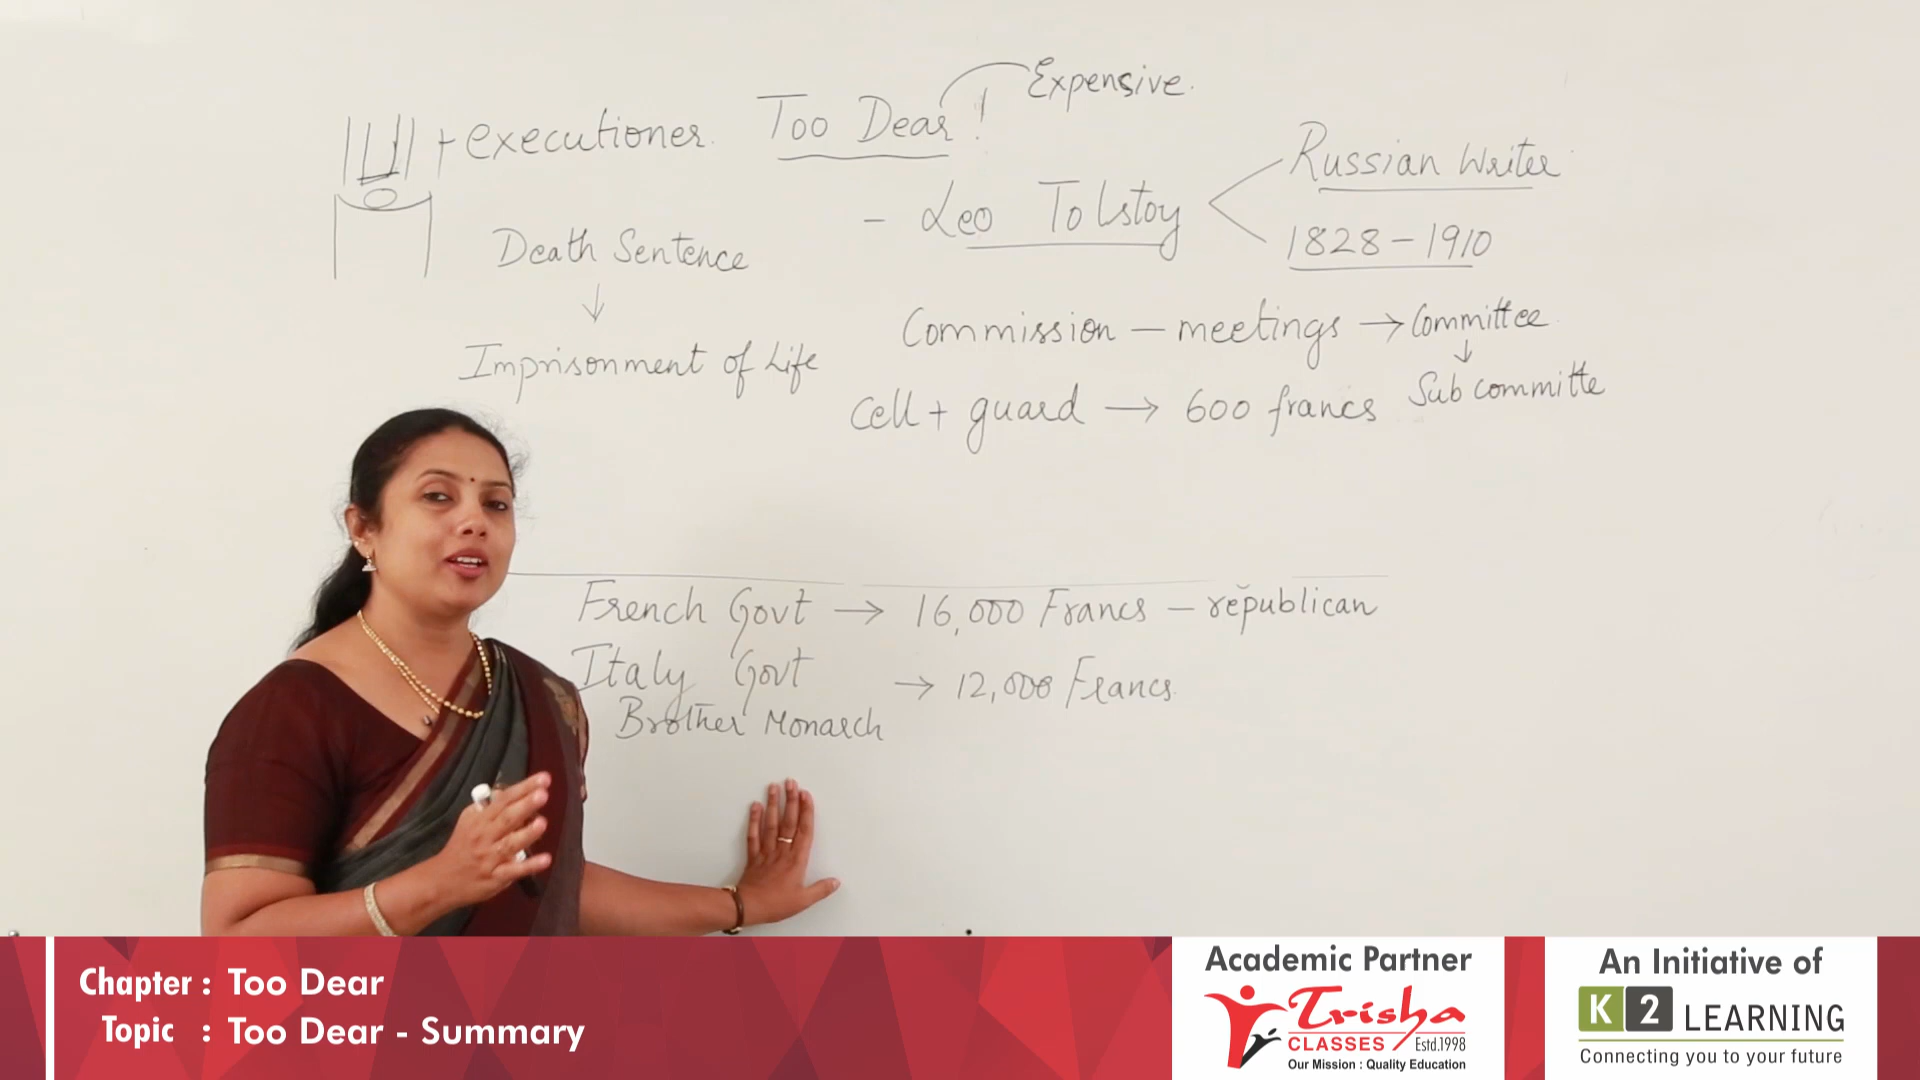 Expensive.
Too Dear!
+ executioner.
- Leo Tolstoy
Russian Writer
1828 - 1910
Death Sentence
↓
Imprisonment of Life
Commission — meetings → Committee
↓
Sub committe
Cell + guard → 600 francs
French Govt → 16,000 Francs — republican
Italy Govt → 12,000 Francs
Brother Monarch
Chapter : Too Dear
Topic : Too Dear - Summary
Academic Partner
Trisha
CLASSES Estd.1998
Our Mission : Quality Education
An Initiative of
K2 LEARNING
Connecting you to your future